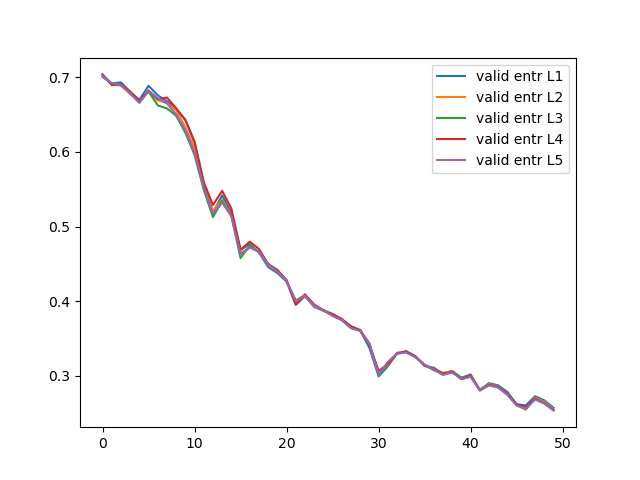 0.7
0.6
0.5
0.4
0.3
0 10 20 30 40 50
valid entr L1
valid entr L2
valid entr L3
valid entr L4
valid entr L5